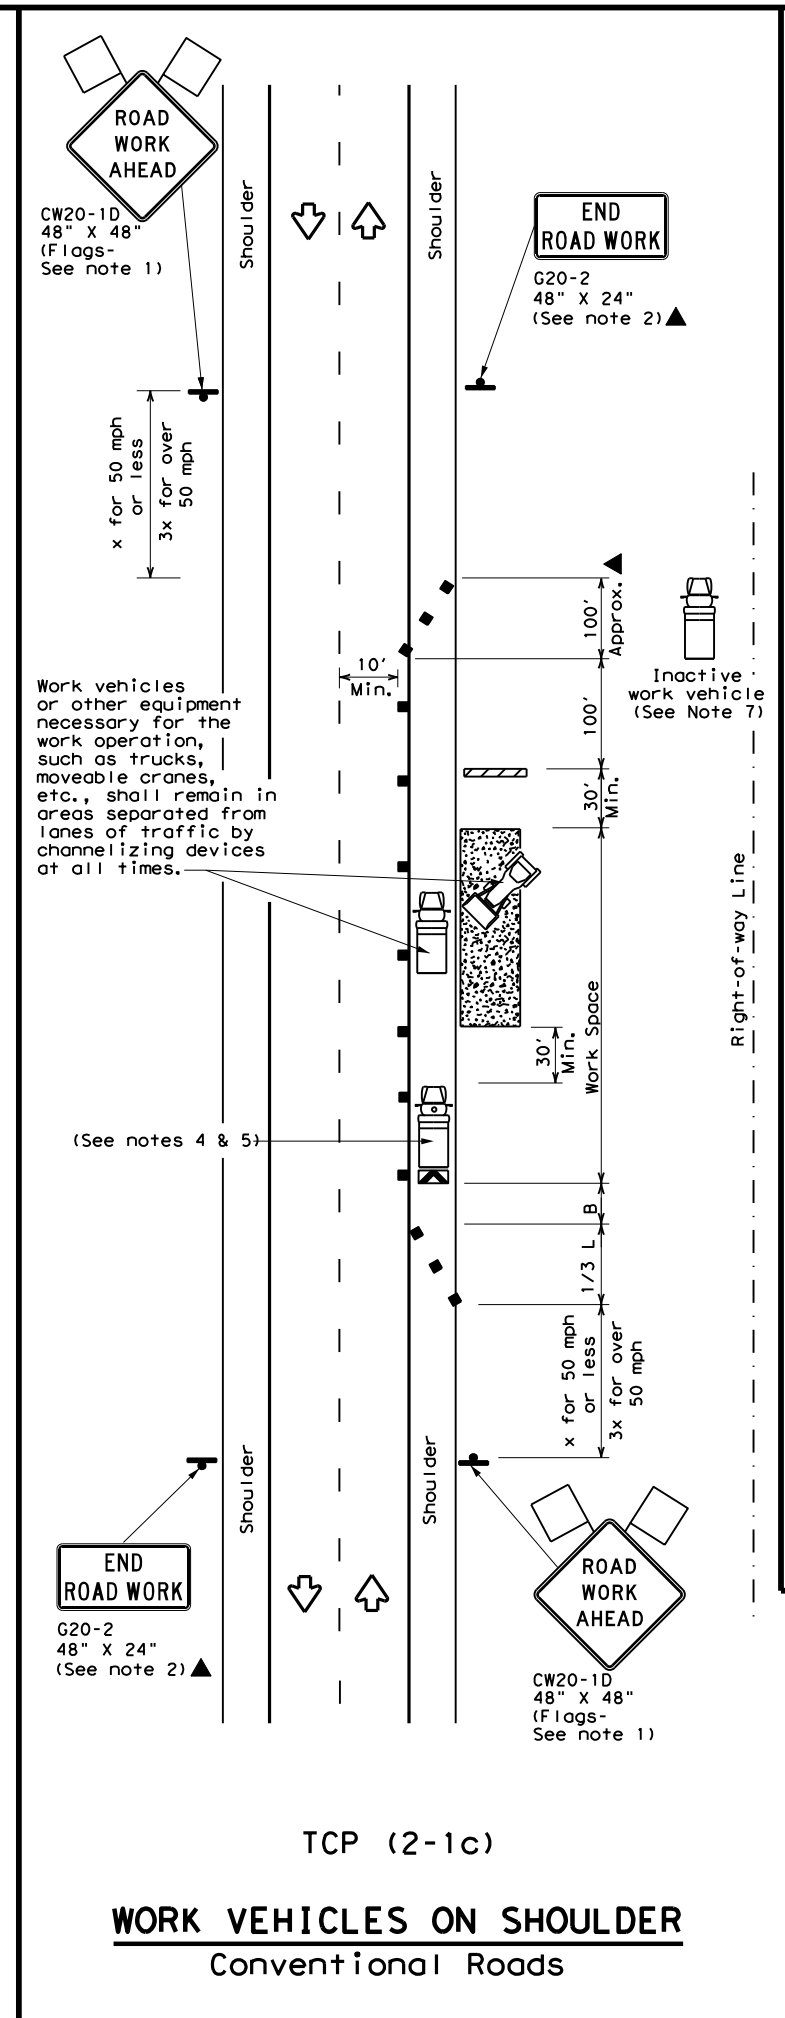 ROAD
WORK
AHEAD
CW20-1D
48" X 48"
(Flags-
See note 1)
Shoulder
Shoulder
END
ROAD WORK
G20-2
48" X 24"
(See note 2)
x for 50 mph
or less
3x for over
50 mph
100'
Approx.
Inactive
work vehicle
(See Note 7)
10'
Min.
100'
Work vehicles
or other equipment
necessary for the
work operation,
such as trucks,
moveable cranes,
etc., shall remain in
areas separated from
lanes of traffic by
channelizing devices
at all times.
30'
Min.
Right-of-way Line
Work Space
30'
Min.
(See notes 4 & 5)
B
1/3 L
x for 50 mph
or less
3x for over
50 mph
Shoulder
Shoulder
END
ROAD WORK
G20-2
48" X 24"
(See note 2)
ROAD
WORK
AHEAD
CW20-1D
48" X 48"
(Flags-
See note 1)
TCP (2-1c)
WORK VEHICLES ON SHOULDER
Conventional Roads